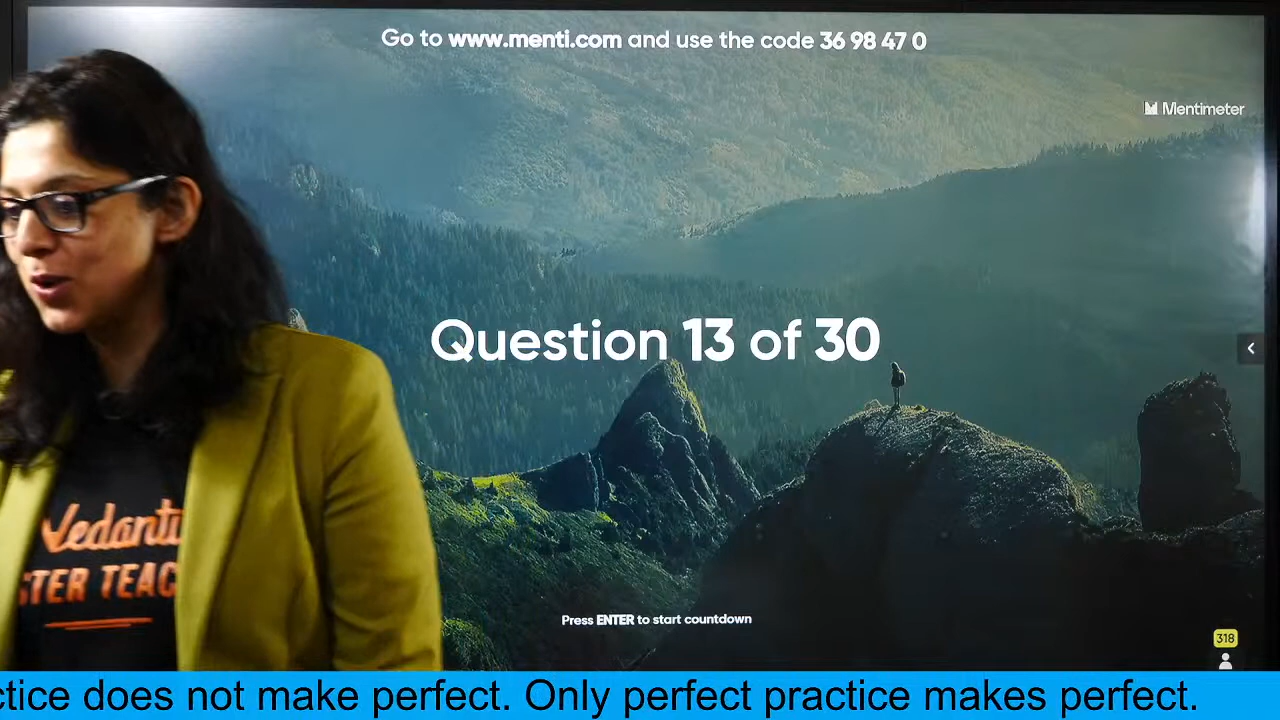 Go to www.menti.com and use the code 36 98 47 0
Mentimeter
Question 13 of 30
Press ENTER to start countdown
318
Vedantu
STER TEAC
ctice does not make perfect. Only perfect practice makes perfect.